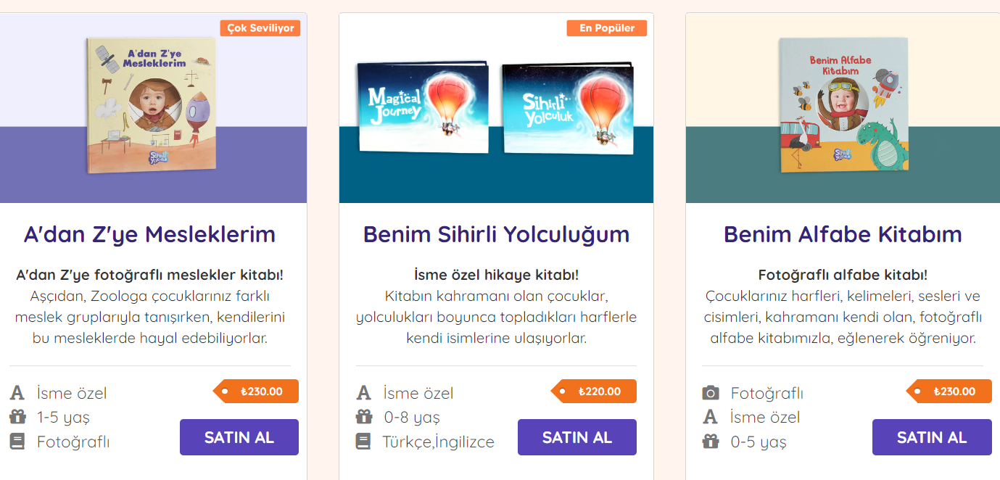 Çok Seviliyor
A'dan Z'ye
Mesleklerim
Sihirli
Yolculuk
A'dan Z'ye Mesleklerim
A'dan Z'ye fotoğraflı meslekler kitabı!
Aşçıdan, Zoologa çocuklarınız farklı
meslek gruplarıyla tanışırken, kendilerini
bu mesleklerde hayal edebiliyorlar.
İsme özel
₺230.00
1-5 yaş
Fotoğraflı
SATIN AL
En Popüler
Magical
Journey
Sihirli
Yolculuk
Benim Sihirli Yolculuğum
İsme özel hikaye kitabı!
Kitabın kahramanı olan çocuklar,
yolculukları boyunca topladıkları harflerle
kendi isimlerine ulaşıyorlar.
İsme özel
₺220.00
0-8 yaş
Türkçe,İngilizce
SATIN AL
Benim Alfabe
Kitabım
Sihirli
Yolculuk
Benim Alfabe Kitabım
Fotoğraflı alfabe kitabı!
Çocuklarınız harfleri, kelimeleri, sesleri ve
cisimleri, kahramanı kendi olan, fotoğraflı
alfabe kitabımızla, eğlenerek öğreniyor.
Fotoğraflı
₺230.00
İsme özel
0-5 yaş
SATIN AL